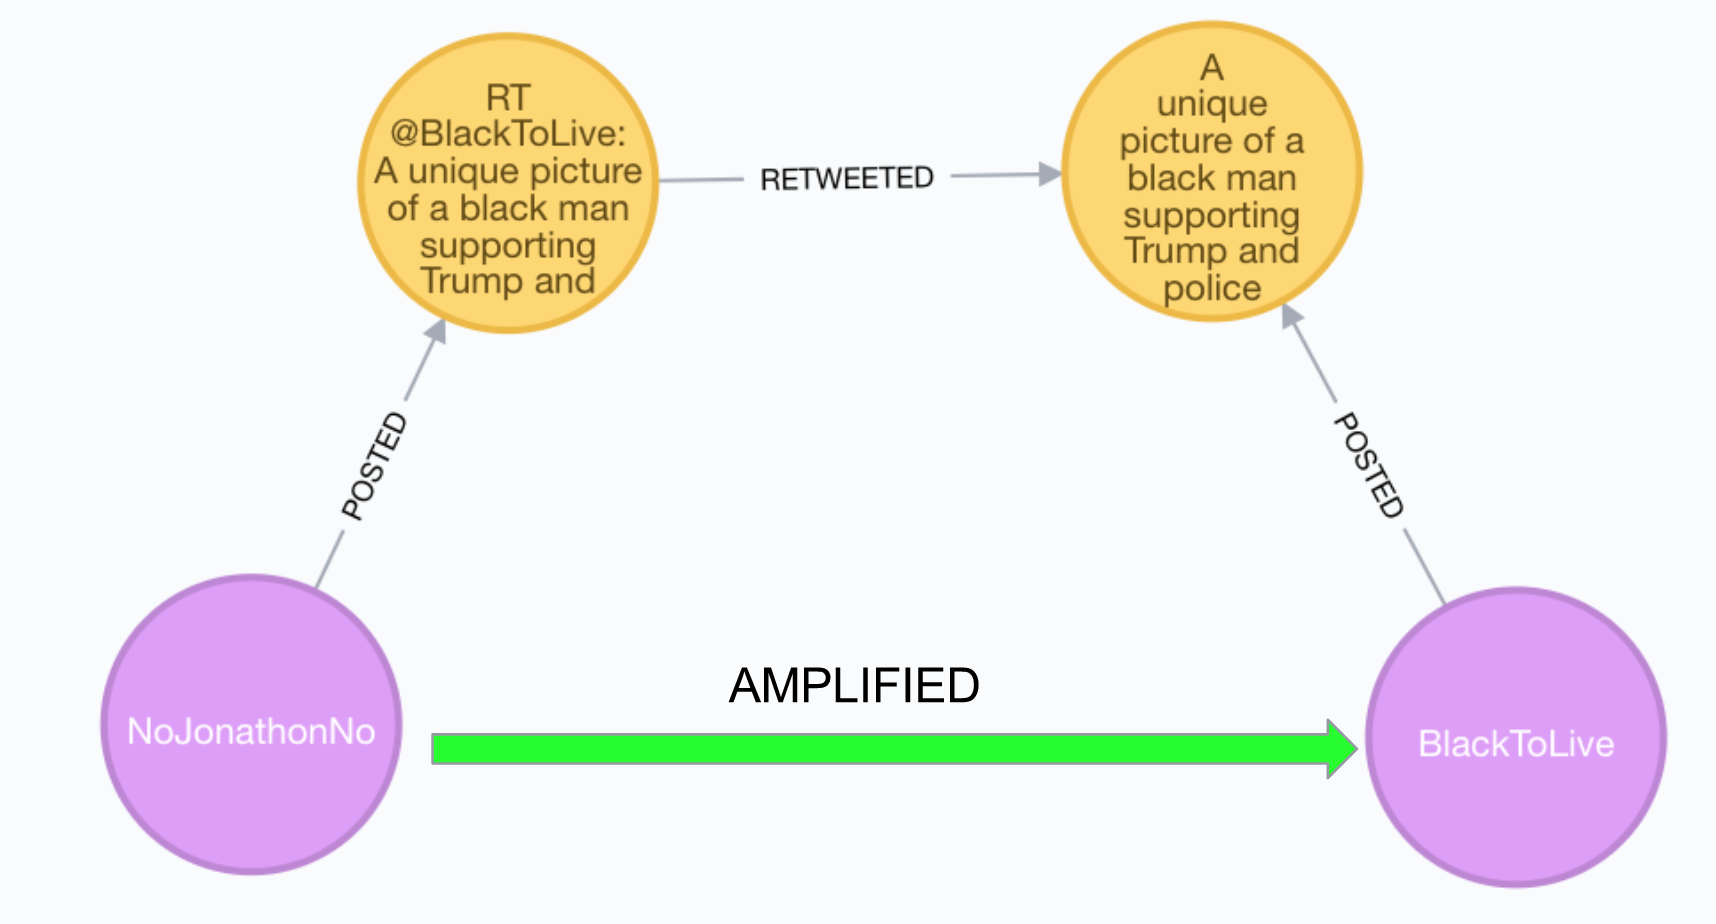 RT
@BlackToLive:
A unique picture
of a black man
supporting
Trump and
RETWEETED
A
unique
picture of a
black man
supporting
Trump and
police
POSTED
POSTED
AMPLIFIED
NoJonathonNo
BlackToLive